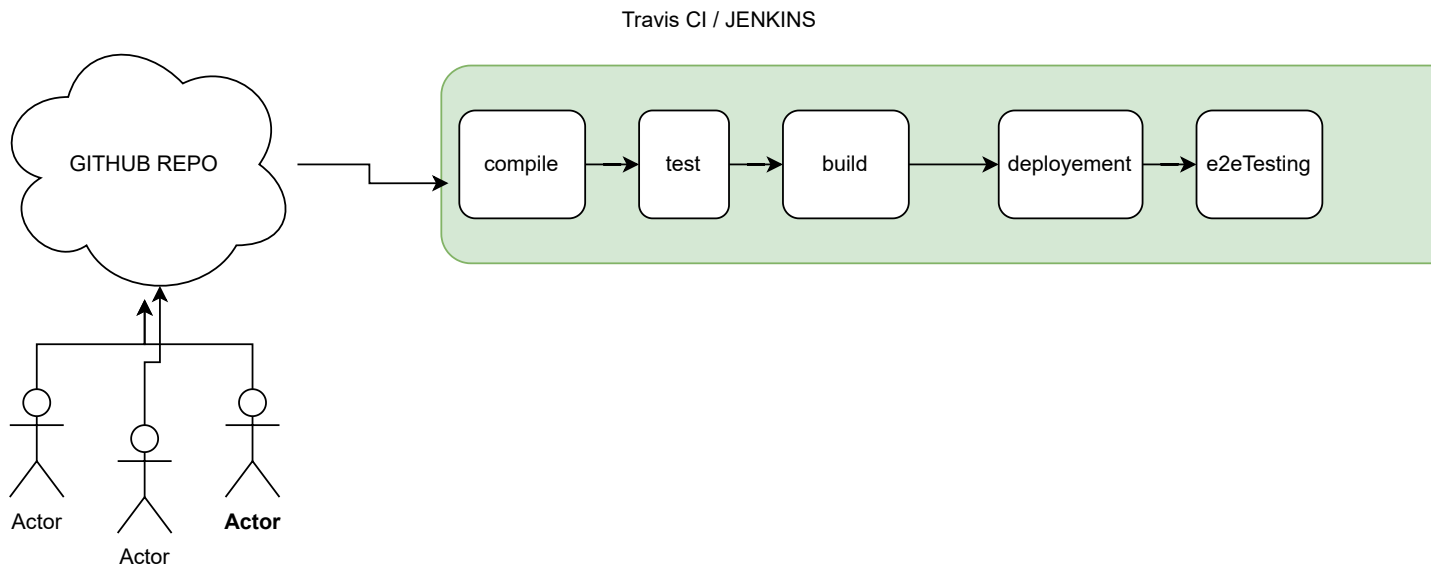 Travis CI / JENKINS
GITHUB REPO
compile
test
build
deployement
e2eTesting
Actor
Actor
Actor